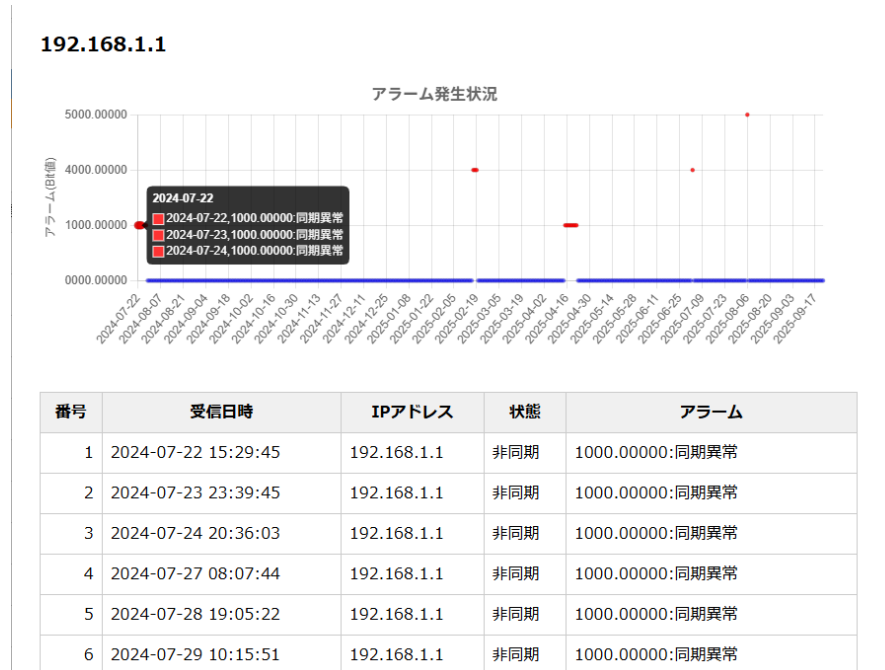 192.168.1.1
アラーム発生状況
アラーム(Bit値)
5000.00000
4000.00000
1000.00000
0000.00000
2024-07-22
2024-07-22,1000.00000:同期異常
2024-07-23,1000.00000:同期異常
2024-07-24,1000.00000:同期異常
2024-07-22 2024-08-07 2024-08-21 2024-09-04 2024-09-18 2024-10-02 2024-10-16 2024-10-30 2024-11-13 2024-11-27 2024-12-11 2024-12-25 2025-01-08 2025-01-22 2025-02-05 2025-02-19 2025-03-05 2025-03-19 2025-04-02 2025-04-16 2025-04-30 2025-05-14 2025-05-28 2025-06-11 2025-06-25 2025-07-09 2025-07-23 2025-08-06 2025-08-20 2025-09-03 2025-09-17
番号 受信日時 IPアドレス 状態 アラーム
1 2024-07-22 15:29:45 192.168.1.1 非同期 1000.00000:同期異常
2 2024-07-23 23:39:45 192.168.1.1 非同期 1000.00000:同期異常
3 2024-07-24 20:36:03 192.168.1.1 非同期 1000.00000:同期異常
4 2024-07-27 08:07:44 192.168.1.1 非同期 1000.00000:同期異常
5 2024-07-28 19:05:22 192.168.1.1 非同期 1000.00000:同期異常
6 2024-07-29 10:15:51 192.168.1.1 非同期 1000.00000:同期異常